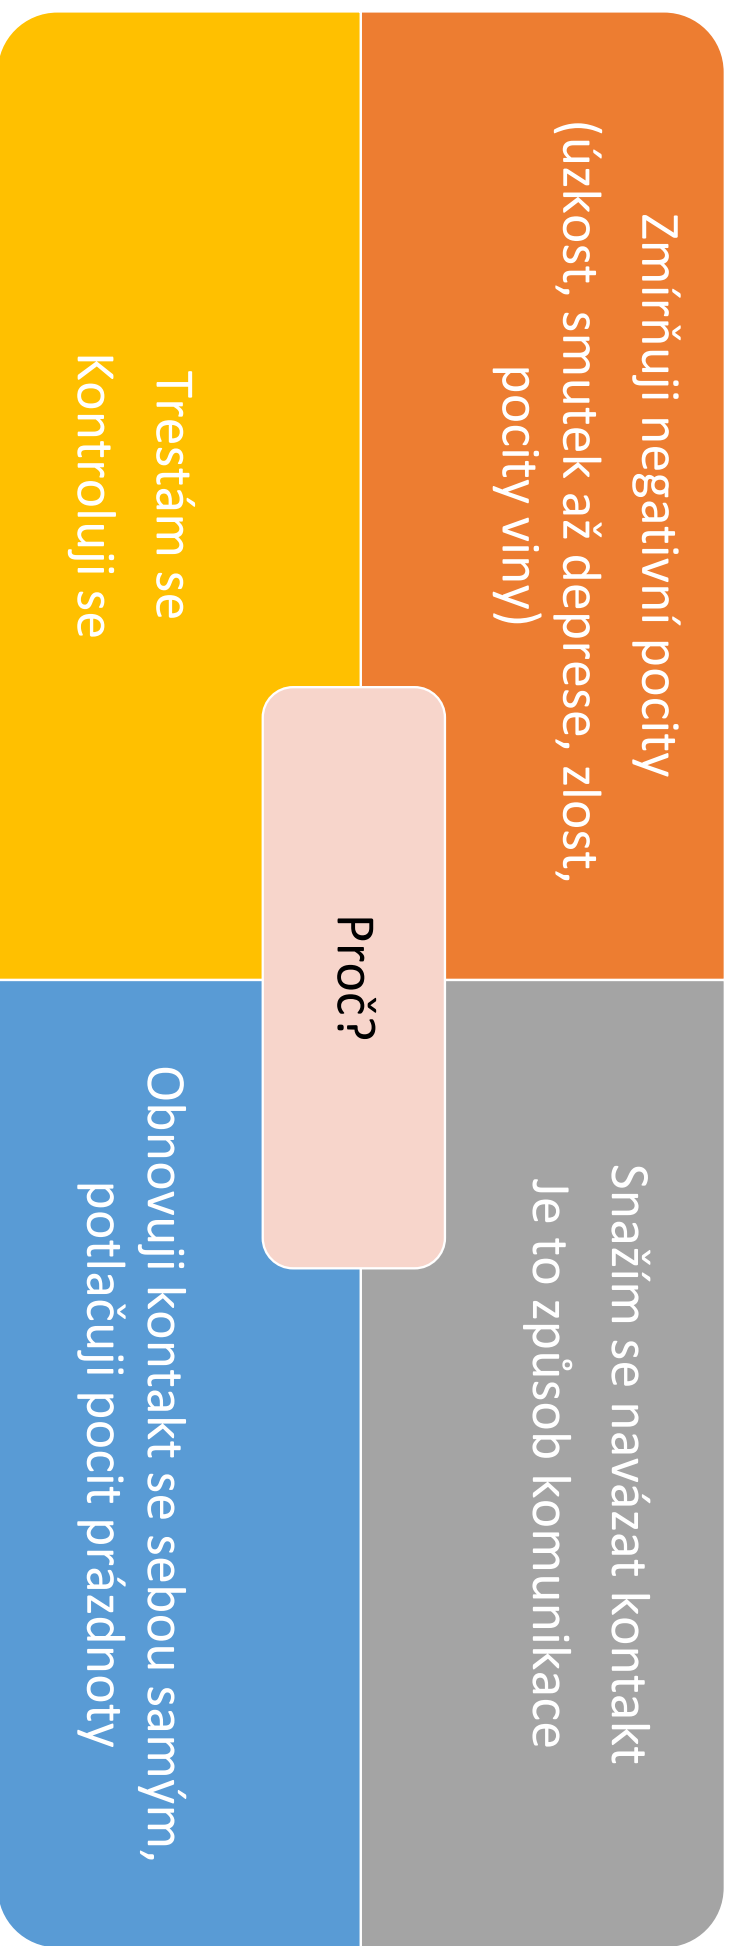 Zmírňuji negativní pocity
(úzkost, smutek až deprese, zlost,
pocity viny)
Snažím se navázat kontakt
Je to způsob komunikace
Proč?
Trestám se
Kontroluji se
Obnovuji kontakt se sebou samým,
potlačuji pocit prázdnoty